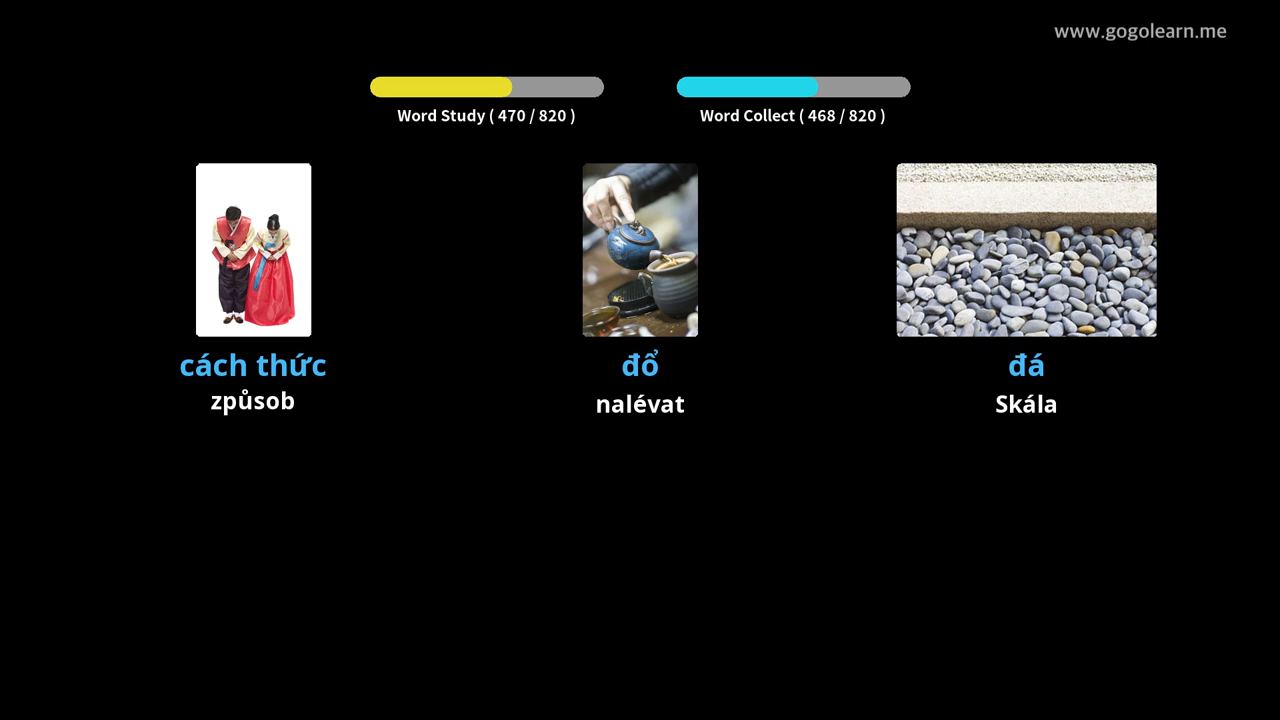 www.gogolearn.me
Word Study ( 470 / 820 )
Word Collect ( 468 / 820 )
cách thức
způsob
đổ
nalévat
đá
Skála